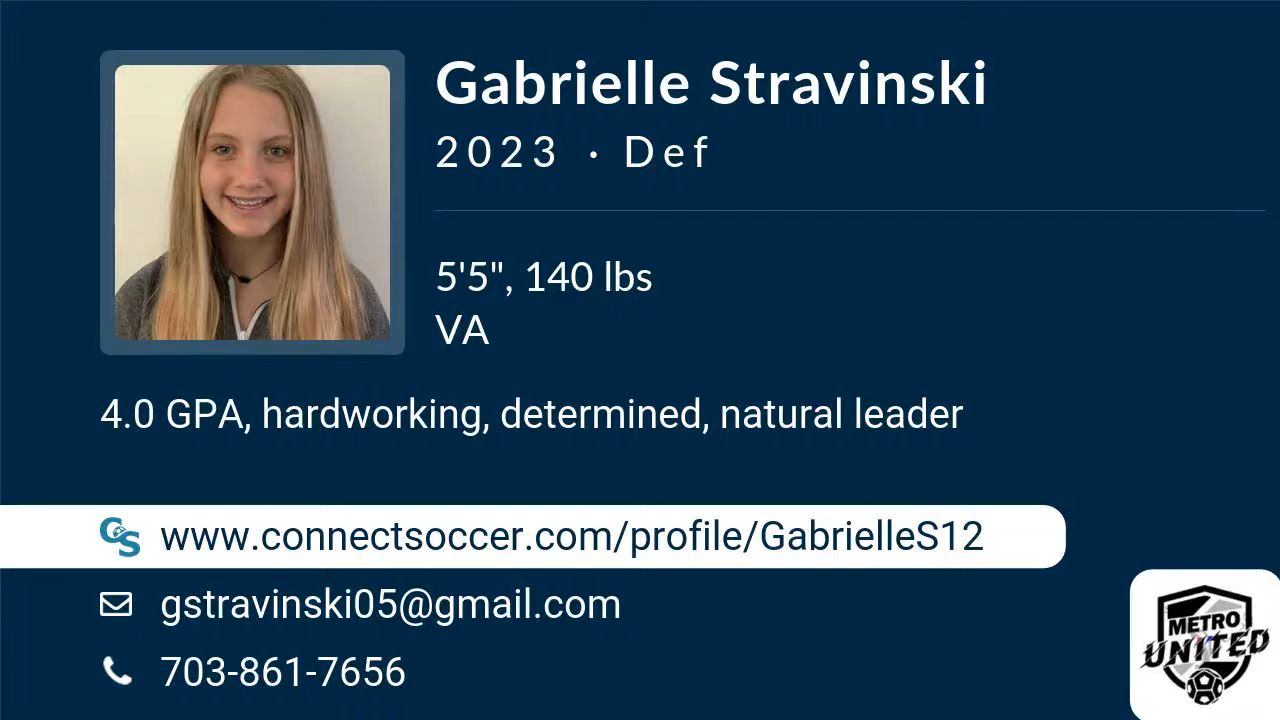 Gabrielle Stravinski
2023 · Def
5'5", 140 lbs
VA
4.0 GPA, hardworking, determined, natural leader
CS www.connectsoccer.com/profile/GabrielleS12
gstravinski05@gmail.com
703-861-7656
METRO
UNITED